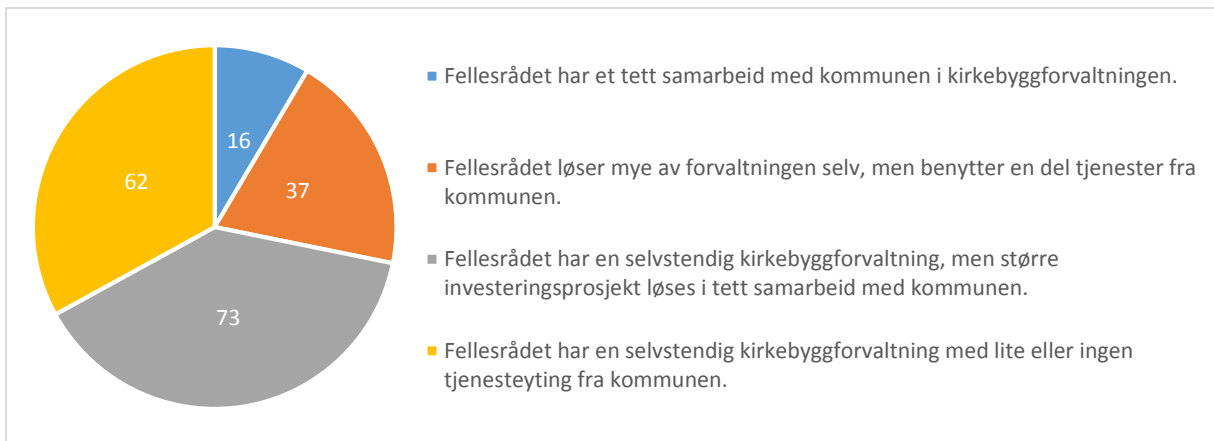 16
37
73
62
Fellesrådet har et tett samarbeid med kommunen i kirkebyggforvaltningen.
Fellesrådet løser mye av forvaltningen selv, men benytter en del tjenester fra
kommunen.
Fellesrådet har en selvstendig kirkebyggforvaltning, men større
investeringsprosjekt løses i tett samarbeid med kommunen.
Fellesrådet har en selvstendig kirkebyggforvaltning med lite eller ingen
tjenesteyting fra kommunen.